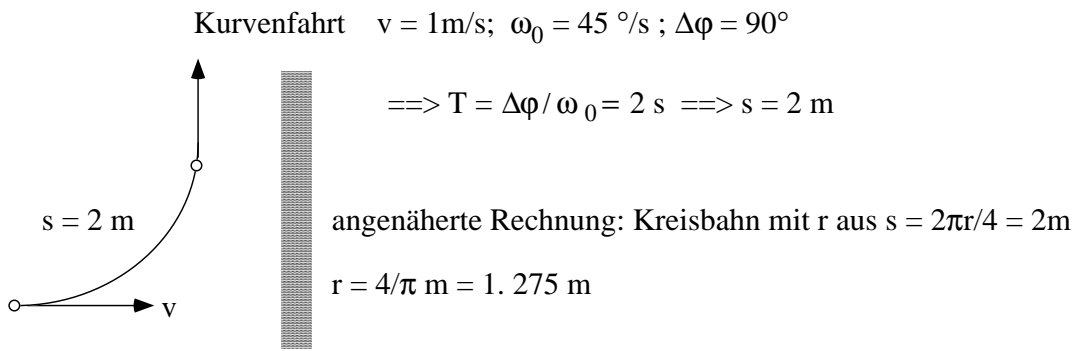 Kurvenfahrt v = 1m/s; ω₀ = 45 °/s ; Δφ = 90°
==> T = Δφ/ ω₀ = 2 s ==> s = 2 m
s = 2 m
angenäherte Rechnung: Kreisbahn mit r aus s = 2πr/4 = 2m
r = 4/π m = 1. 275 m
v